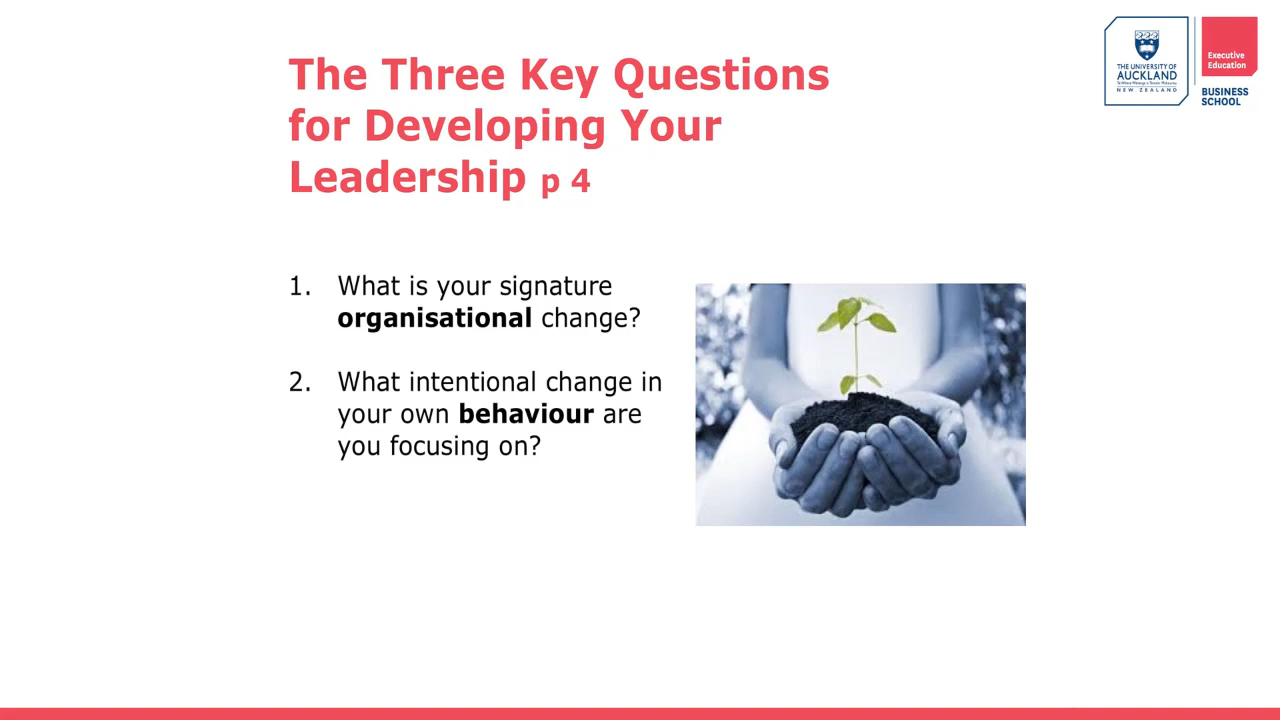 The Three Key Questions
for Developing Your
Leadership p 4
THE UNIVERSITY OF
AUCKLAND
NEW ZEALAND
Executive
Education
BUSINESS
SCHOOL
1. What is your signature
organisational change?
2. What intentional change in
your own behaviour are
you focusing on?